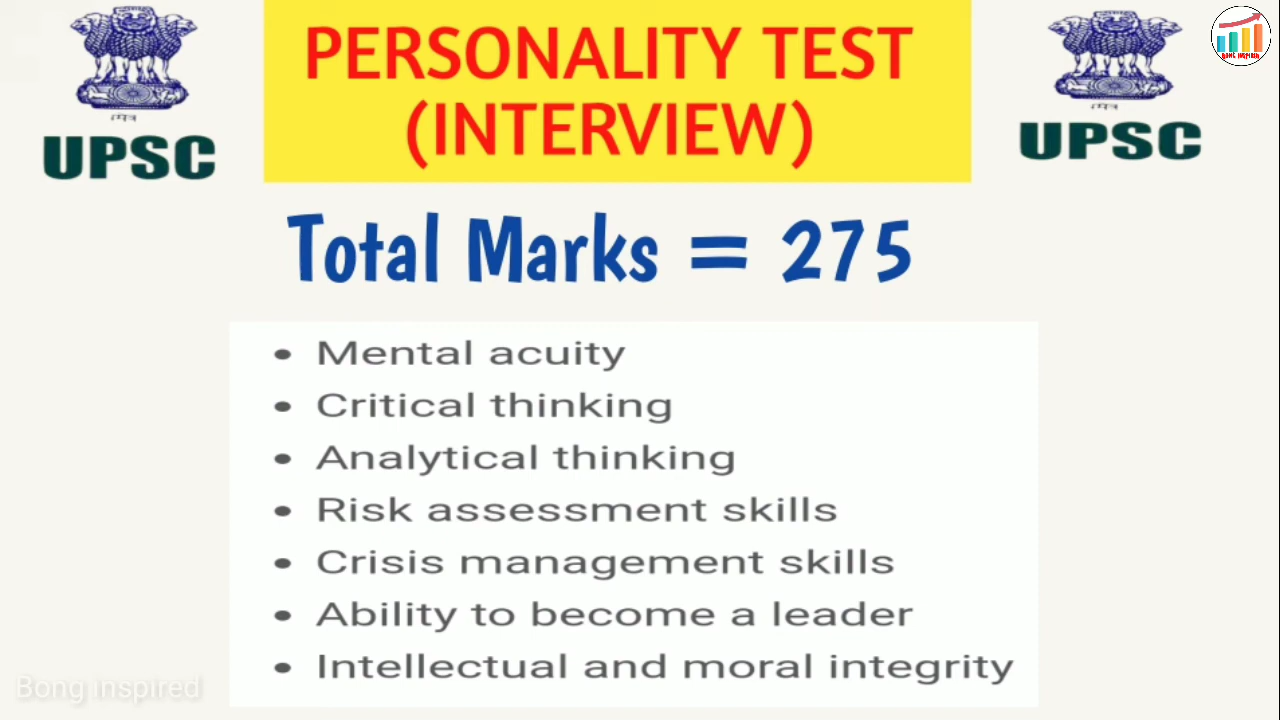 PERSONALITY TEST
(INTERVIEW)
UPSC
UPSC
Total Marks = 275
• Mental acuity
• Critical thinking
• Analytical thinking
• Risk assessment skills
• Crisis management skills
• Ability to become a leader
• Intellectual and moral integrity
Bong inspired